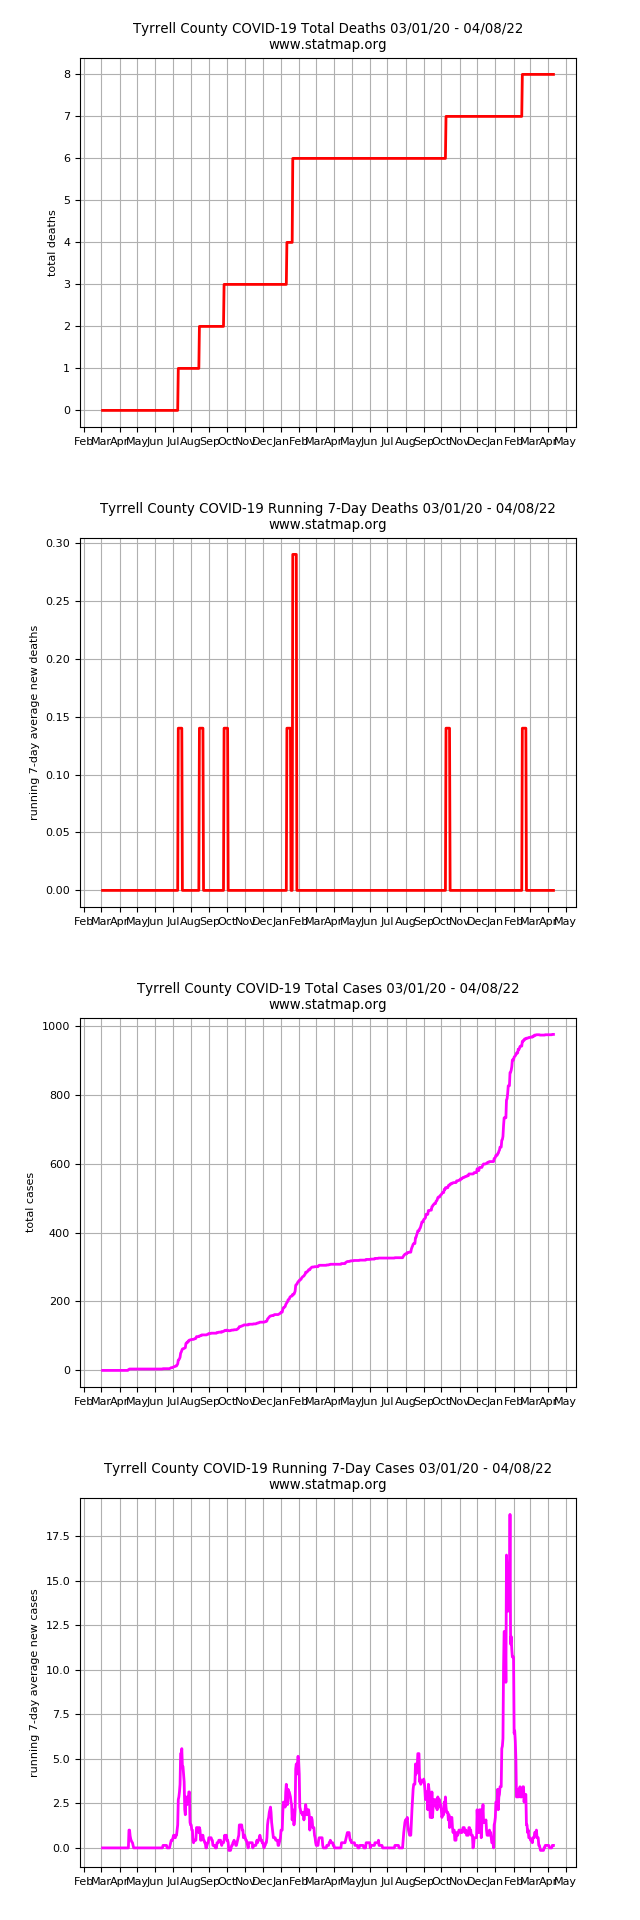 Tyrrell County COVID-19 Total Deaths 03/01/20 - 04/08/22
www.statmap.org
8
7
6
5
4
3
2
1
0
total deaths
Feb Mar Apr May Jun Jul Aug Sep Oct Nov Dec Jan Feb Mar Apr May Jun Jul Aug Sep Oct Nov Dec Jan Feb Mar Apr May
Tyrrell County COVID-19 Running 7-Day Deaths 03/01/20 - 04/08/22
www.statmap.org
0.30
0.25
0.20
0.15
0.10
0.05
0.00
running 7-day average new deaths
Feb Mar Apr May Jun Jul Aug Sep Oct Nov Dec Jan Feb Mar Apr May Jun Jul Aug Sep Oct Nov Dec Jan Feb Mar Apr May
Tyrrell County COVID-19 Total Cases 03/01/20 - 04/08/22
www.statmap.org
1000
800
600
400
200
0
total cases
Feb Mar Apr May Jun Jul Aug Sep Oct Nov Dec Jan Feb Mar Apr May Jun Jul Aug Sep Oct Nov Dec Jan Feb Mar Apr May
Tyrrell County COVID-19 Running 7-Day Cases 03/01/20 - 04/08/22
www.statmap.org
17.5
15.0
12.5
10.0
7.5
5.0
2.5
0.0
running 7-day average new cases
Feb Mar Apr May Jun Jul Aug Sep Oct Nov Dec Jan Feb Mar Apr May Jun Jul Aug Sep Oct Nov Dec Jan Feb Mar Apr May